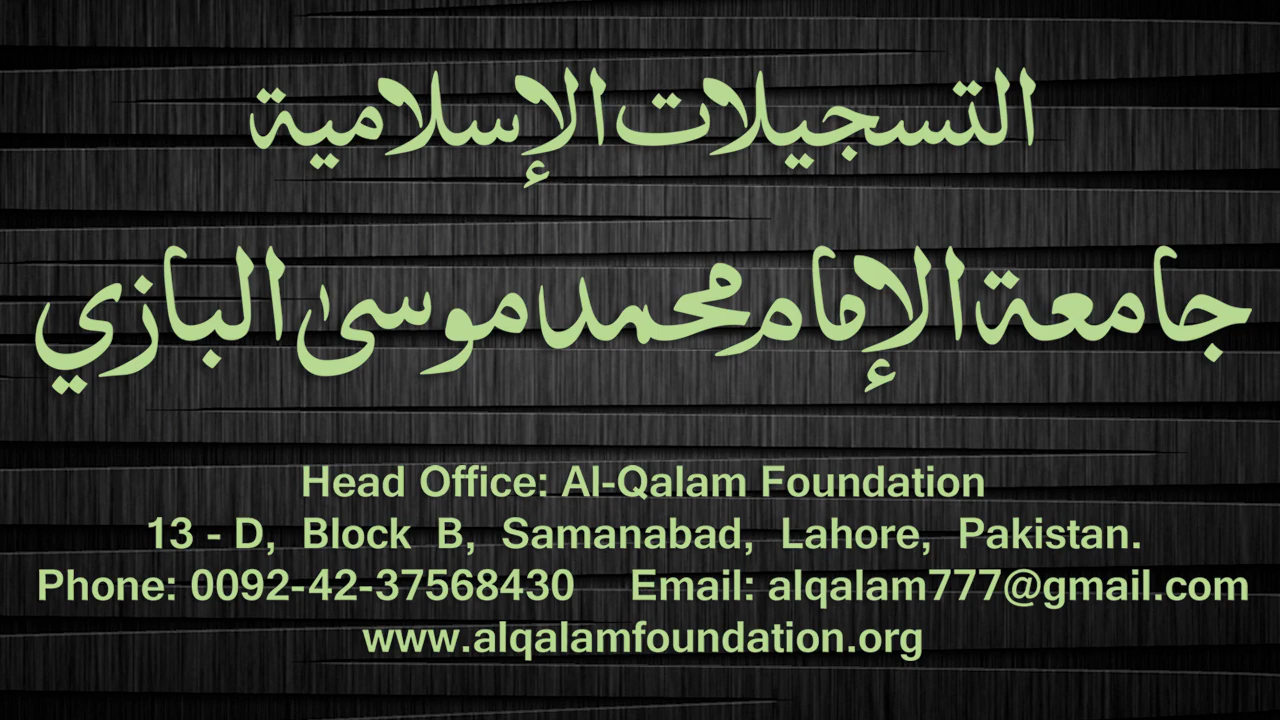 التسجيلات الإسلامية
جامعة الإمام محمد موسىٰ البازي
Head Office: Al-Qalam Foundation
13 - D, Block B, Samanabad, Lahore, Pakistan.
Phone: 0092-42-37568430 Email: alqalam777@gmail.com
www.alqalamfoundation.org